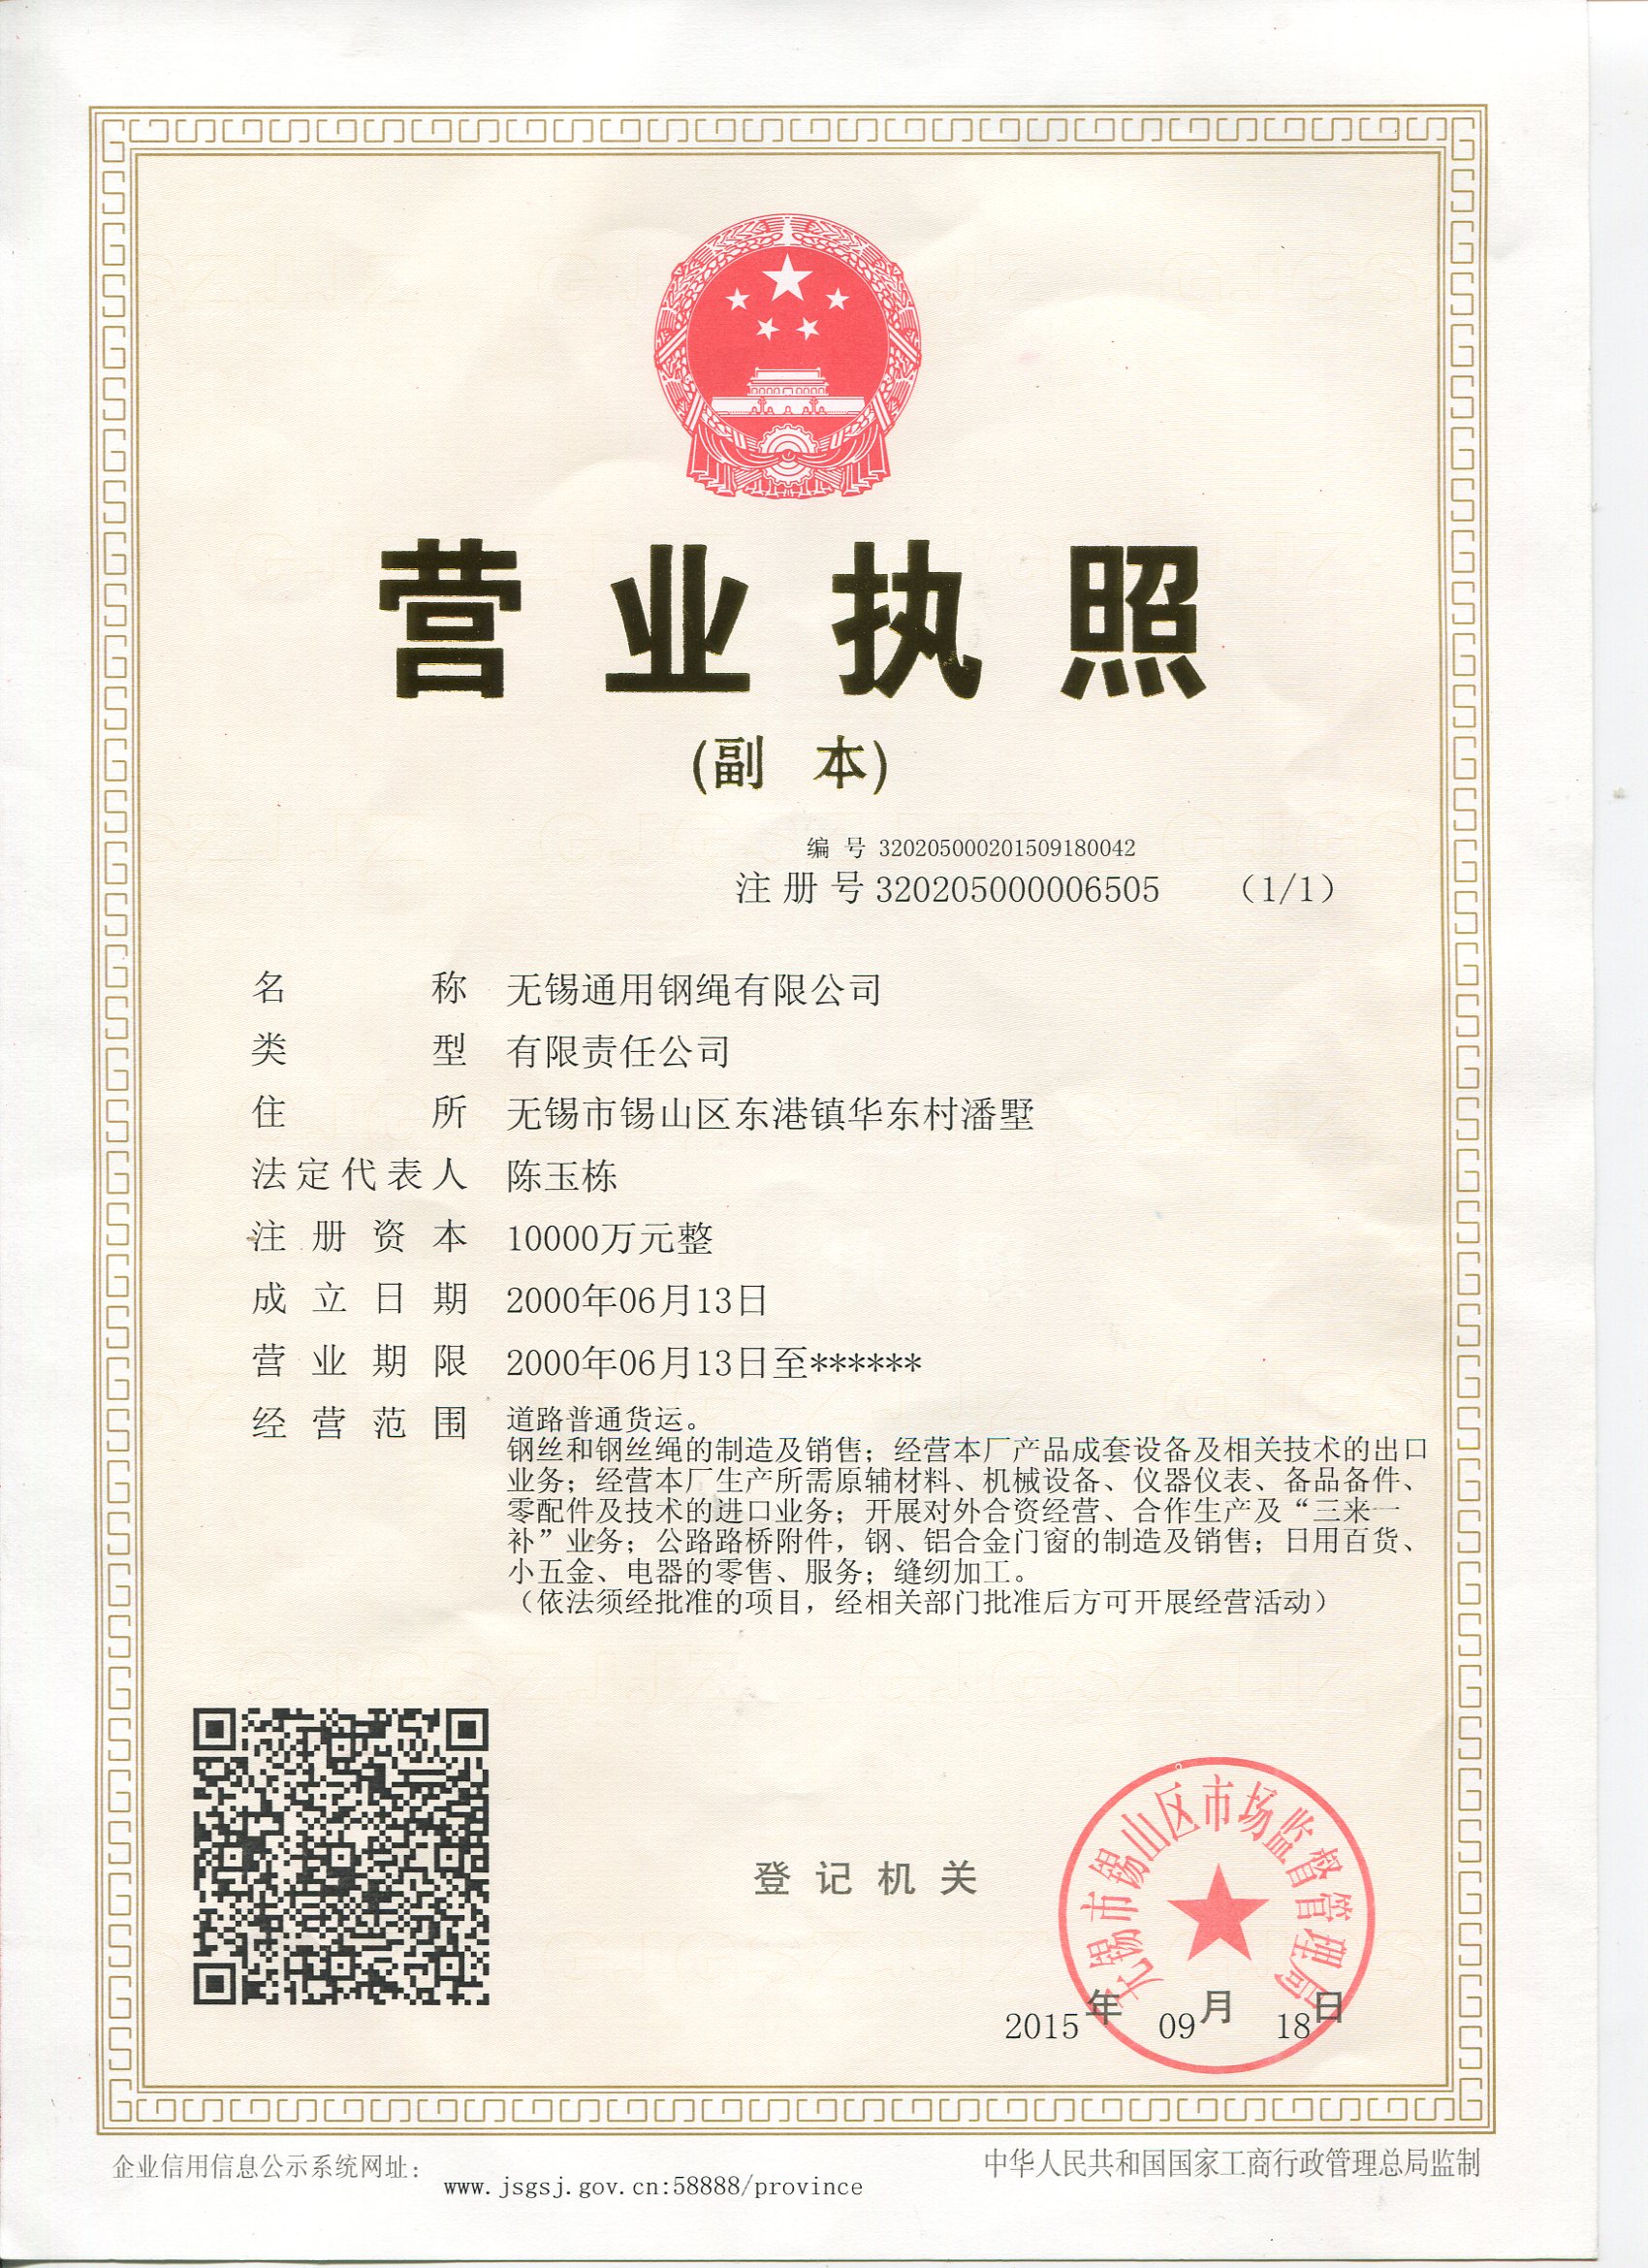 营业执照
(副 本)
编 号 320205000201509180042
注册号 320205000006505 （1/1）
名称 无锡通用钢绳有限公司
类型 有限责任公司
住所 无锡市锡山区东港镇华东村潘墅
法定代表人 陈玉栋
注册资本 10000万元整
成立日期 2000年06月13日
营业期限 2000年06月13日至******
经营范围 道路普通货运。
钢丝和钢丝绳的制造及销售；经营本厂产品成套设备及相关技术的出口
业务；经营本厂生产所需原辅材料、机械设备、仪器仪表、备品备件、
零配件及技术的进口业务；开展对外合资经营、合作生产及“三来一
补”业务；公路路桥附件，钢、铝合金门窗的制造及销售；日用百货、
小五金、电器的零售、服务；缝纫加工。
（依法须经批准的项目，经相关部门批准后方可开展经营活动）
登记机关
无锡市锡山区市场监督管理局
2015年 09月 18日
企业信用信息公示系统网址： www.jsgsj.gov.cn:58888/province
中华人民共和国国家工商行政管理总局监制